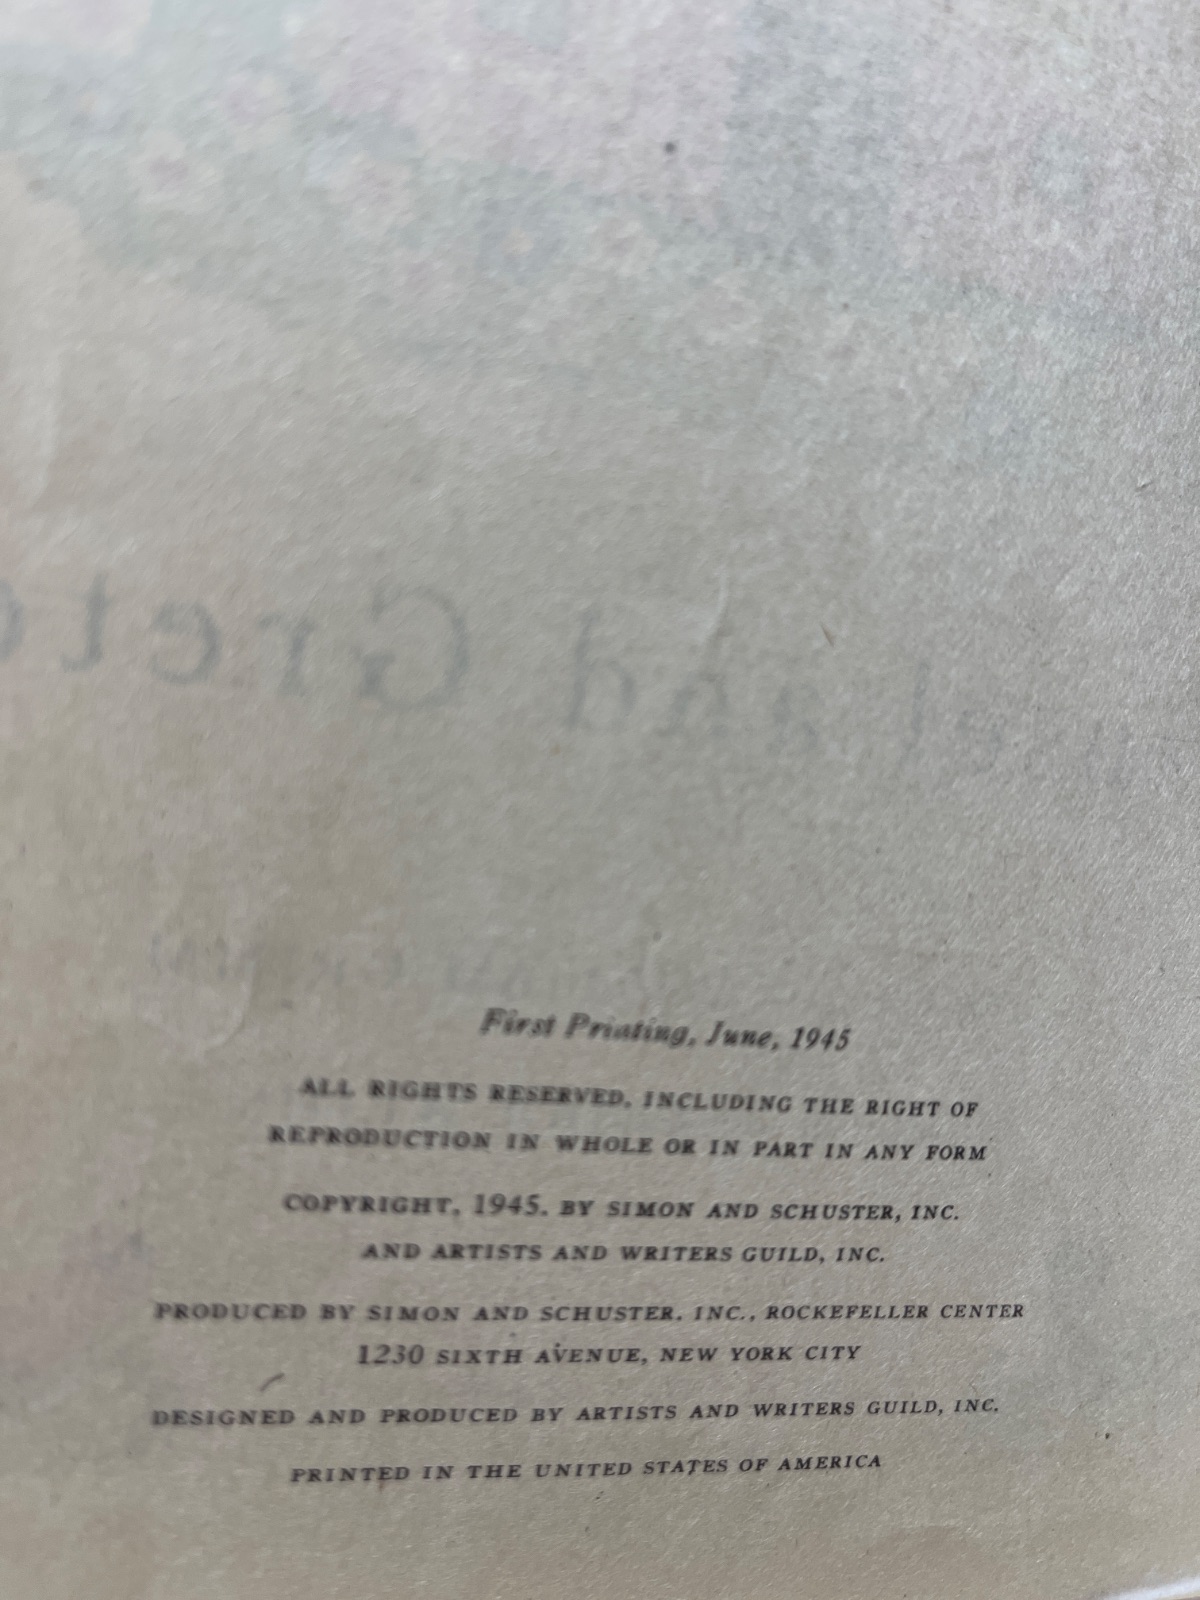 and Gret
First Printing, June, 1945
ALL RIGHTS RESERVED, INCLUDING THE RIGHT OF
REPRODUCTION IN WHOLE OR IN PART IN ANY FORM
COPYRIGHT, 1945, BY SIMON AND SCHUSTER, INC.
AND ARTISTS AND WRITERS GUILD, INC.
PRODUCED BY SIMON AND SCHUSTER, INC., ROCKEFELLER CENTER
1230 SIXTH AVENUE, NEW YORK CITY
DESIGNED AND PRODUCED BY ARTISTS AND WRITERS GUILD, INC.
PRINTED IN THE UNITED STATES OF AMERICA